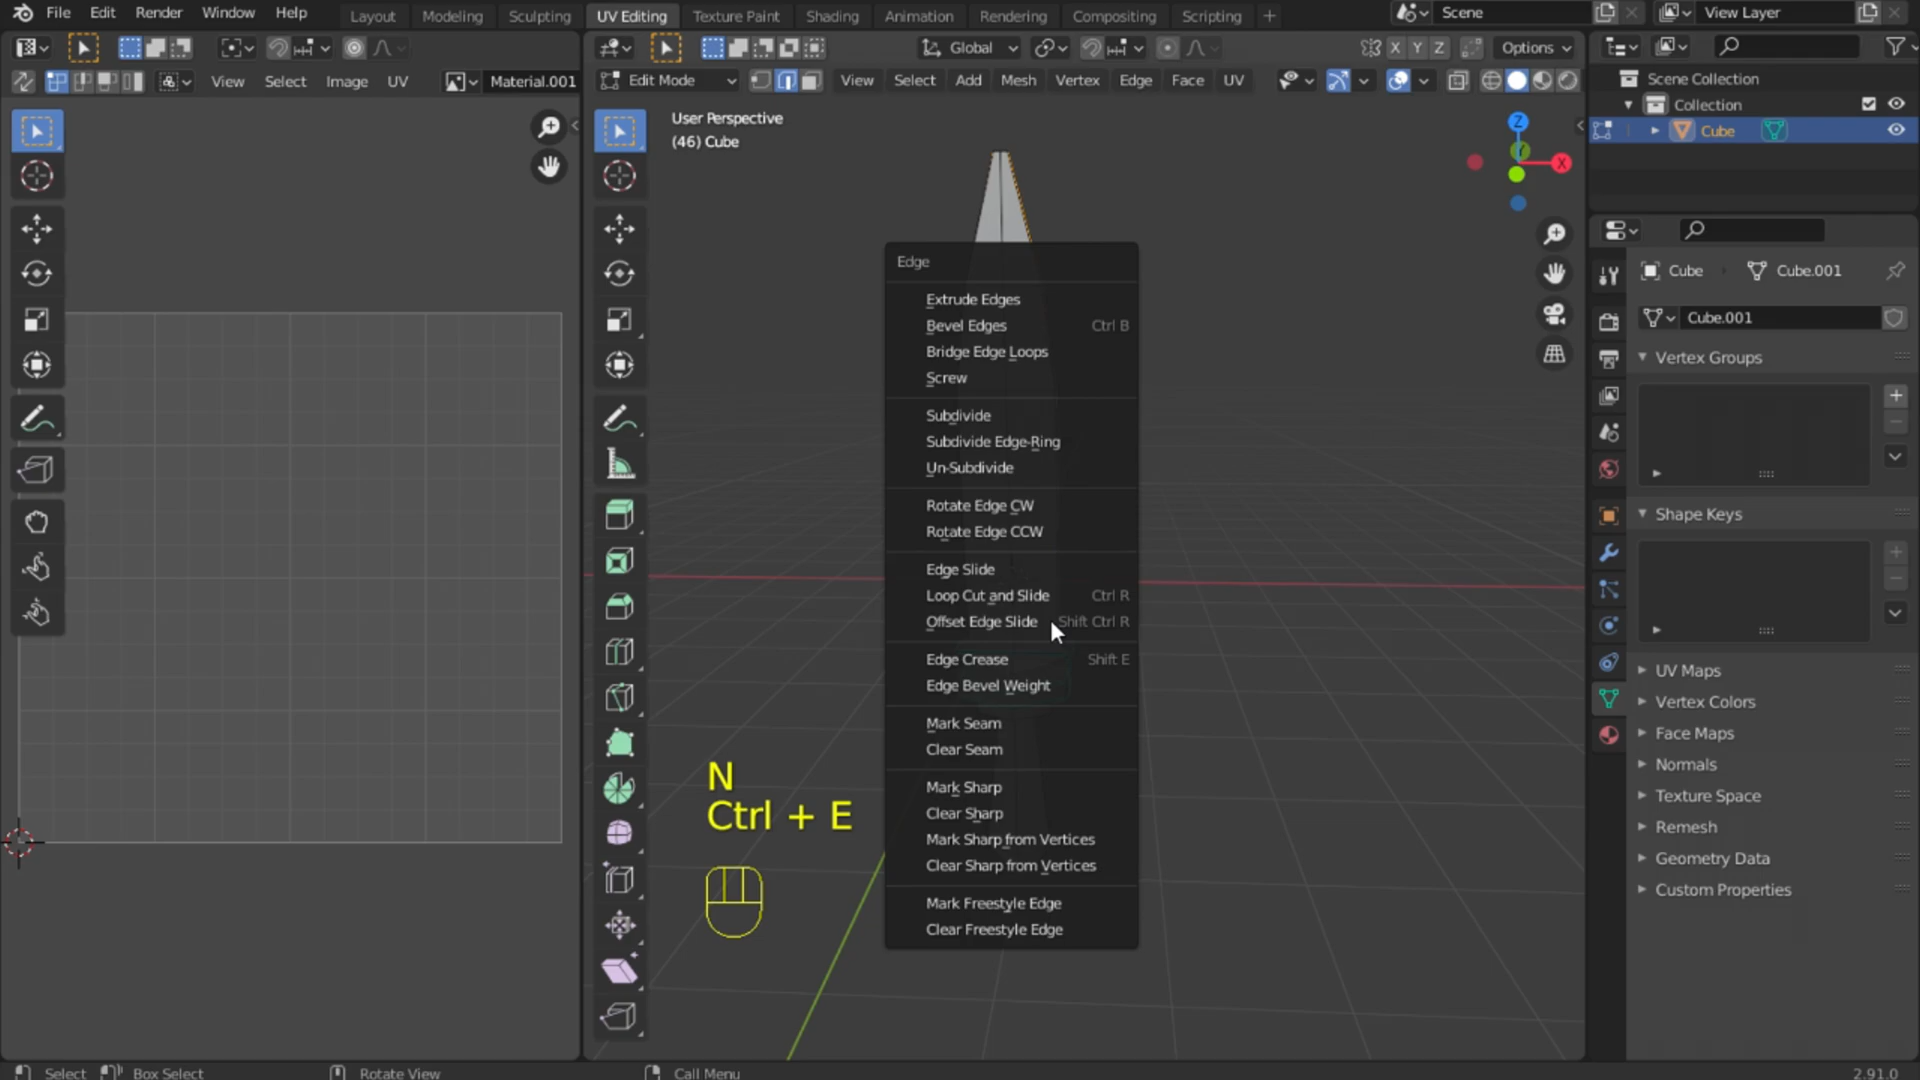 File Edit Render Window Help Layout Modeling Sculpting UV Editing Texture Paint Shading Animation Rendering Compositing Scripting + Scene View Layer
Global X Y Z Options
View Select Image UV Material.001 Edit Mode View Select Add Mesh Vertex Edge Face UV
Scene Collection
Collection
Cube
User Perspective
(46) Cube
Z
X
Edge
Extrude Edges
Bevel Edges Ctrl B
Bridge Edge Loops
Screw
Subdivide
Subdivide Edge-Ring
Un-Subdivide
Rotate Edge CW
Rotate Edge CCW
Edge Slide
Loop Cut and Slide Ctrl R
Offset Edge Slide Shift Ctrl R
Edge Crease Shift E
Edge Bevel Weight
Mark Seam
Clear Seam
Mark Sharp
Clear Sharp
Mark Sharp from Vertices
Clear Sharp from Vertices
Mark Freestyle Edge
Clear Freestyle Edge
N
Ctrl + E
Cube Cube.001
Cube.001
Vertex Groups
Shape Keys
UV Maps
Vertex Colors
Face Maps
Normals
Texture Space
Remesh
Geometry Data
Custom Properties
Select Box Select Rotate View Call Menu 2.91.0